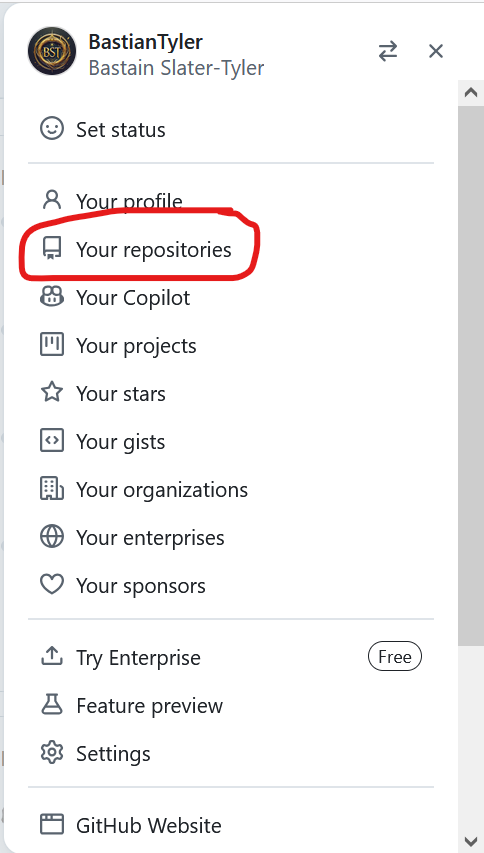 BST
BastianTyler
Bastain Slater-Tyler
Set status
Your profile
Your repositories
Your Copilot
Your projects
Your stars
Your gists
Your organizations
Your enterprises
Your sponsors
Try Enterprise Free
Feature preview
Settings
GitHub Website